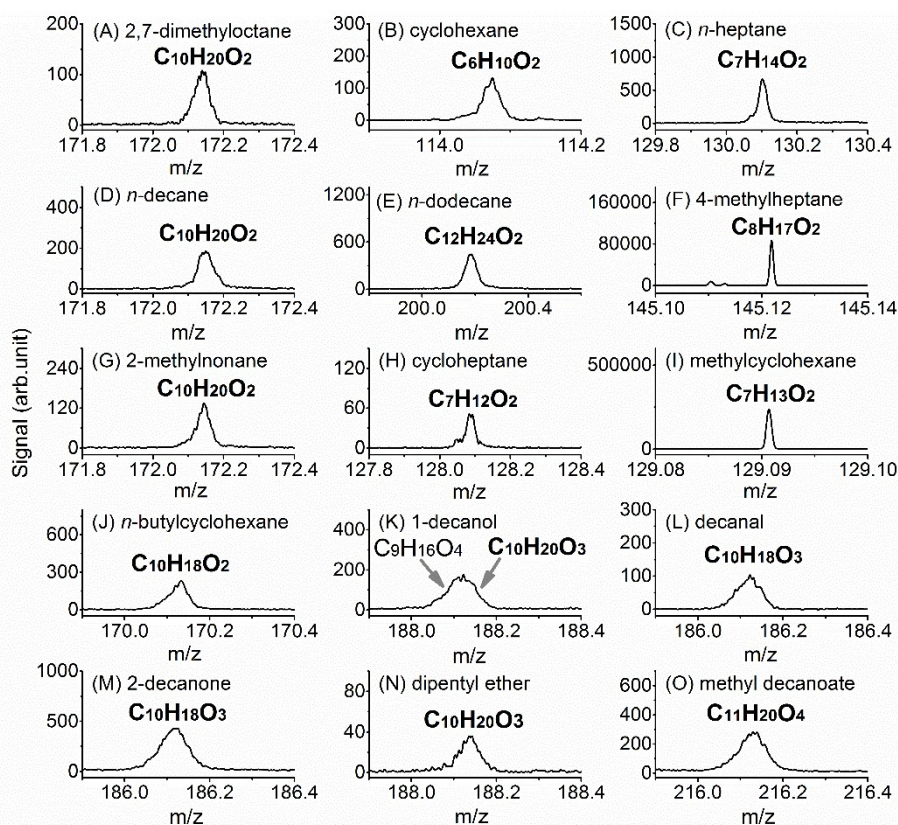 Signal (arb.unit)
(A) 2,7-dimethyloctane
C10H20O2
200
100
0
171.8 172.0 172.2 172.4
m/z
(B) cyclohexane
C6H10O2
300
200
100
0
114.0 114.2
m/z
(C) n-heptane
C7H14O2
1500
1000
500
0
129.8 130.0 130.2 130.4
m/z
(D) n-decane
C10H20O2
400
200
0
171.8 172.0 172.2 172.4
m/z
(E) n-dodecane
C12H24O2
1200
600
0
200.0 200.4
m/z
(F) 4-methylheptane
C8H17O2
160000
80000
0
145.10 145.12 145.14
m/z
(G) 2-methylnonane
C10H20O2
240
120
0
171.8 172.0 172.2 172.4
m/z
(H) cycloheptane
C7H12O2
120
60
0
127.8 128.0 128.2 128.4
m/z
(I) methylcyclohexane
C7H13O2
500000
0
129.08 129.09 129.10
m/z
(J) n-butylcyclohexane
C10H18O2
600
300
0
170.0 170.2 170.4
m/z
(K) 1-decanol
C9H16O4 C10H20O3
400
200
0
188.0 188.2 188.4
m/z
(L) decanal
C10H18O3
300
200
100
0
186.0 186.2 186.4
m/z
(M) 2-decanone
C10H18O3
1000
500
0
186.0 186.2 186.4
m/z
(N) dipentyl ether
C10H20O3
80
40
0
188.0 188.2 188.4
m/z
(O) methyl decanoate
C11H20O4
600
400
200
0
216.0 216.2 216.4
m/z